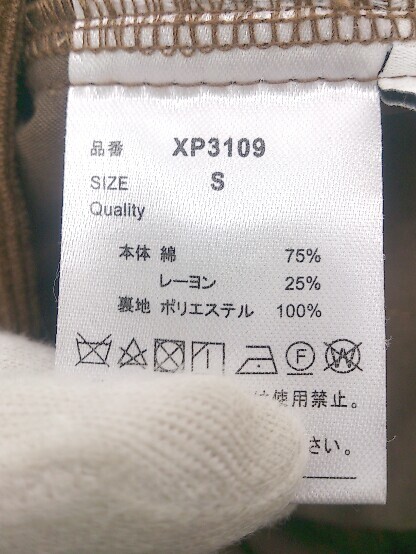 品番 XP3109
SIZE S
Quality
本体 綿 75%
レーヨン 25%
裏地 ポリエステル 100%
使用禁止。
さい。